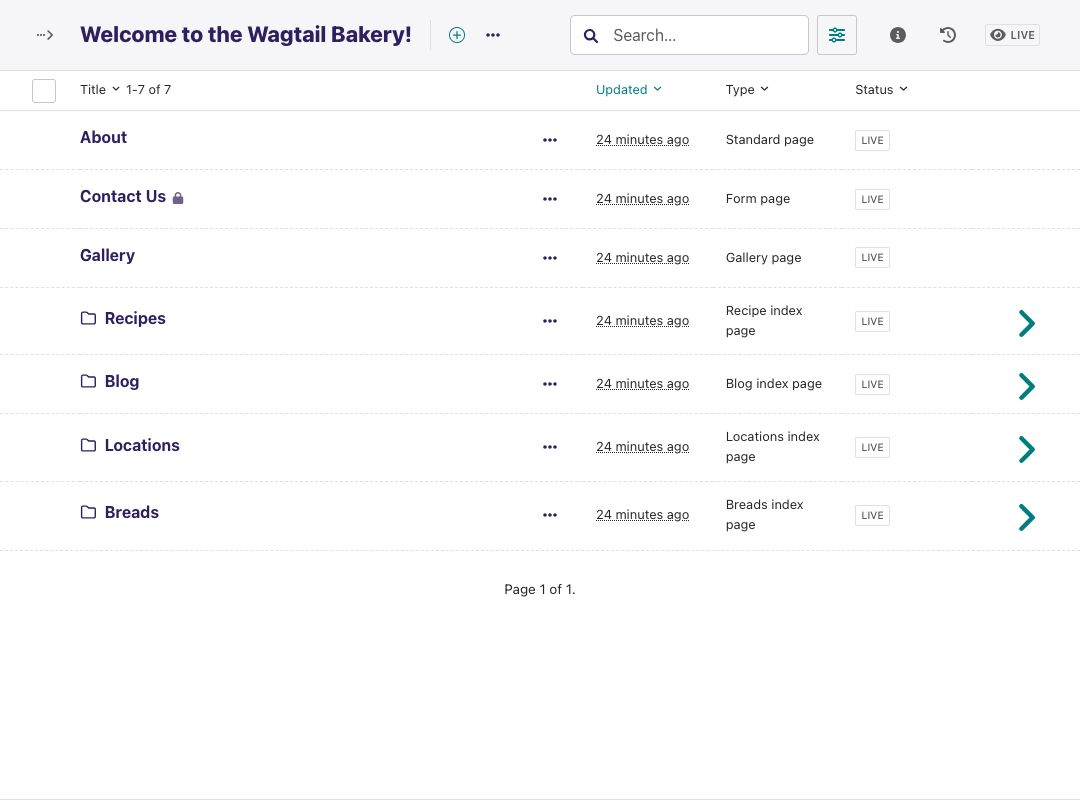 Welcome to the Wagtail Bakery!
Search…
LIVE
Title 1-7 of 7 Updated Type Status
About 24 minutes ago Standard page LIVE
Contact Us 24 minutes ago Form page LIVE
Gallery 24 minutes ago Gallery page LIVE
Recipes 24 minutes ago Recipe index page LIVE
Blog 24 minutes ago Blog index page LIVE
Locations 24 minutes ago Locations index page LIVE
Breads 24 minutes ago Breads index page LIVE
Page 1 of 1.